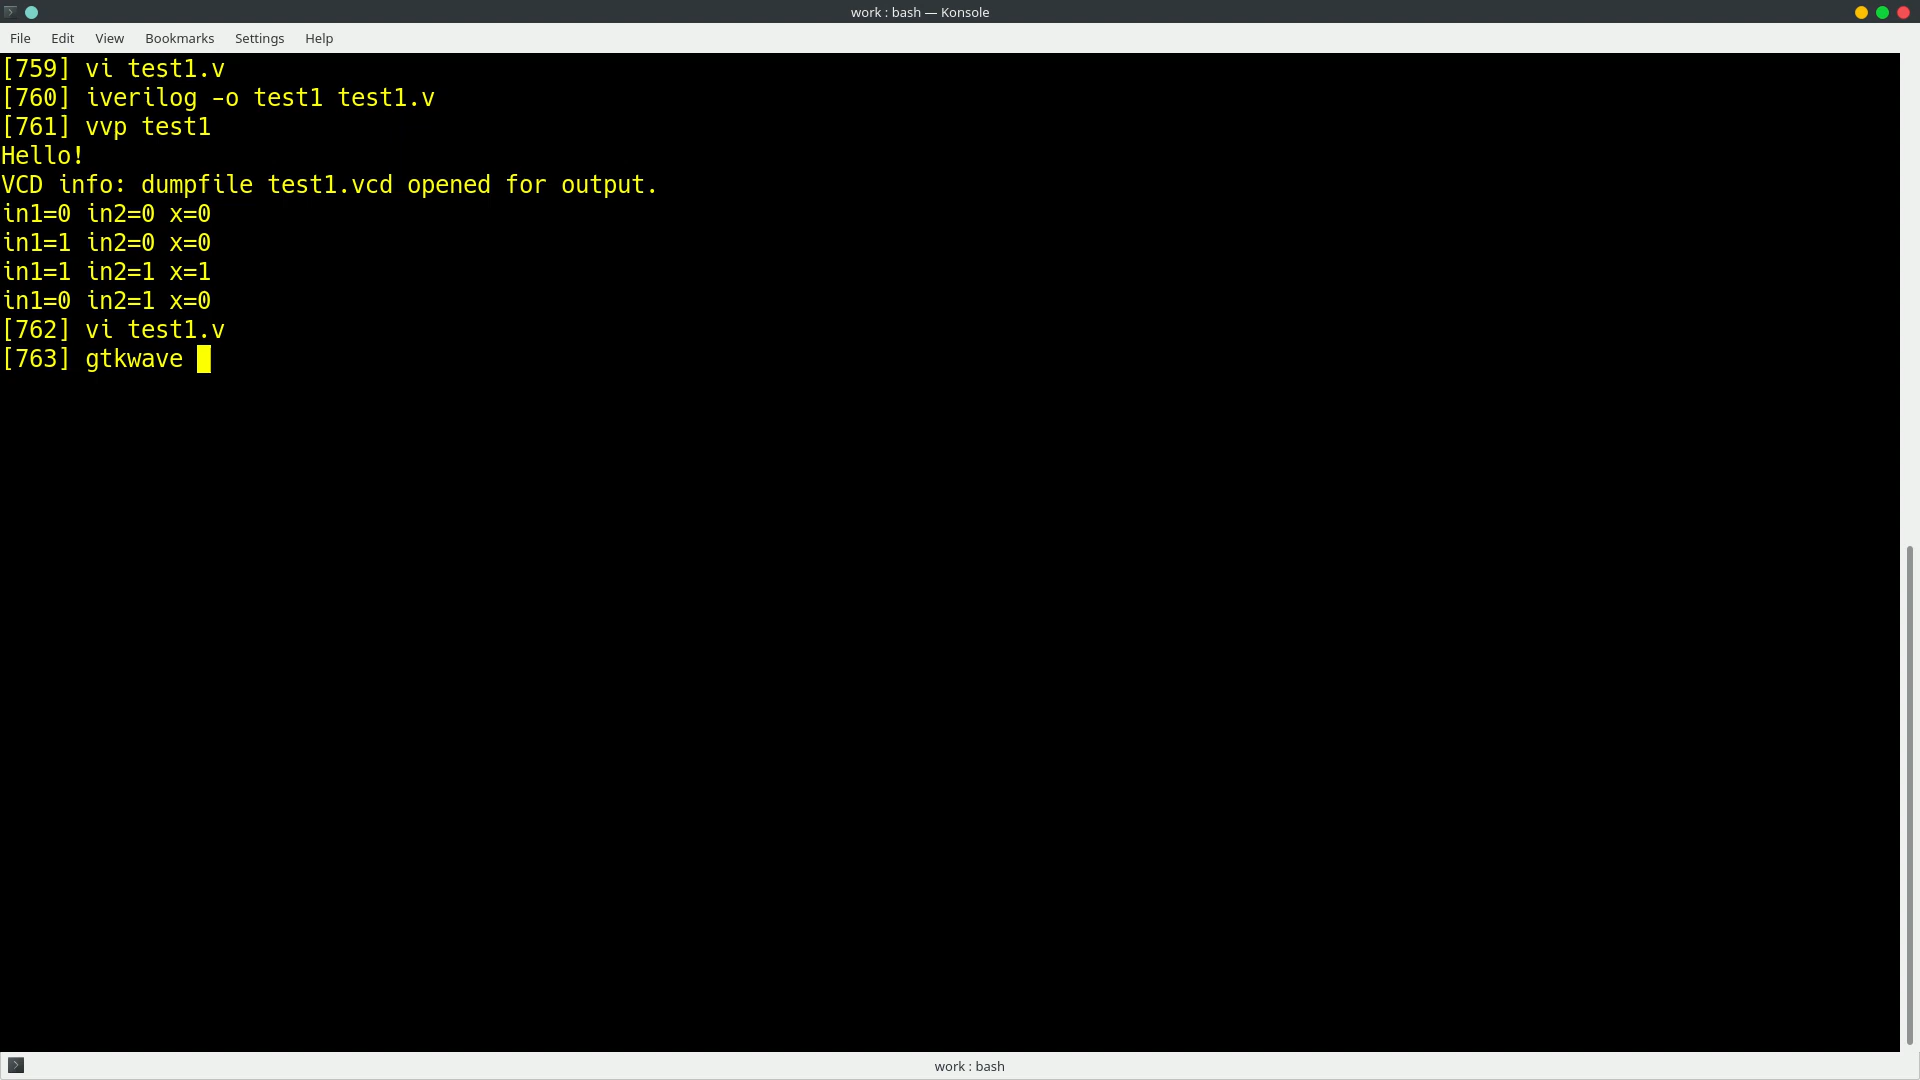 work : bash — Konsole
File Edit View Bookmarks Settings Help
[759] vi test1.v
[760] iverilog -o test1 test1.v
[761] vvp test1
Hello!
VCD info: dumpfile test1.vcd opened for output.
in1=0 in2=0 x=0
in1=1 in2=0 x=0
in1=1 in2=1 x=1
in1=0 in2=1 x=0
[762] vi test1.v
[763] gtkwave
work : bash